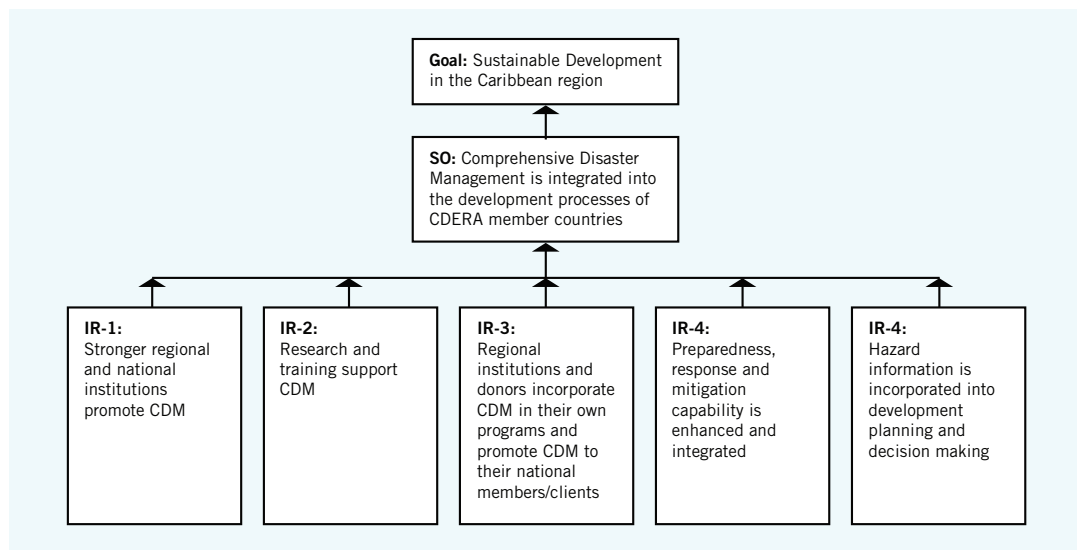 Goal: Sustainable Development
in the Caribbean region
SO: Comprehensive Disaster
Management is integrated into
the development processes of
CDERA member countries
IR-1:
Stronger regional
and national
institutions
promote CDM
IR-2:
Research and
training support
CDM
IR-3:
Regional
institutions and
donors incorporate
CDM in their own
programs and
promote CDM to
their national
members/clients
IR-4:
Preparedness,
response and
mitigation
capability is
enhanced and
integrated
IR-4:
Hazard
information is
incorporated into
development
planning and
decision making